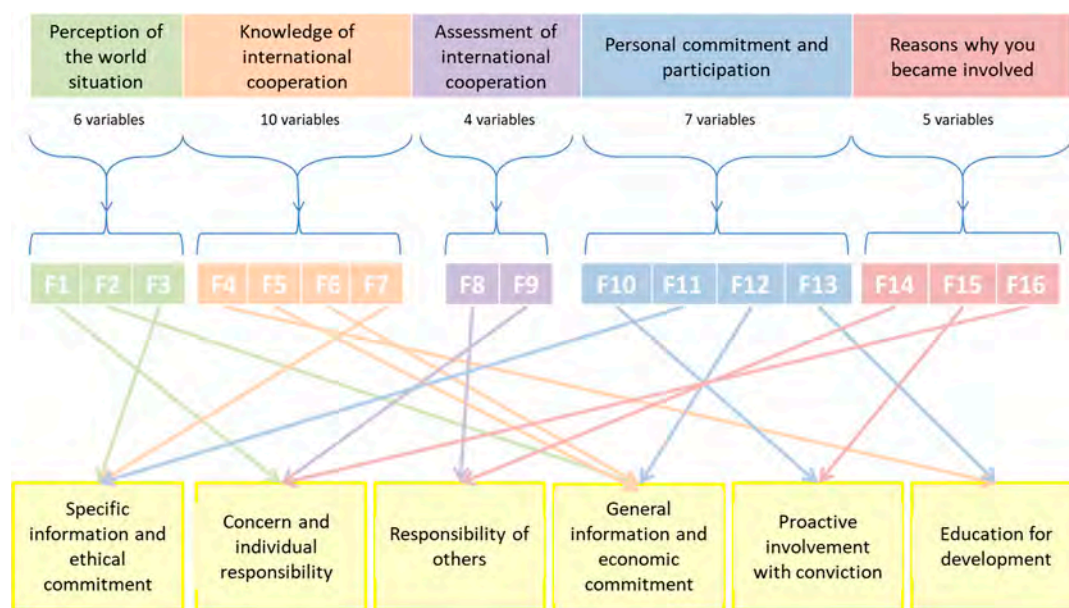 Perception of
the world
situation
Knowledge of
international
cooperation
Assessment of
international
cooperation
Personal commitment and
participation
Reasons why you
became involved
6 variables
10 variables
4 variables
7 variables
5 variables
F1 F2 F3 F4 F5 F6 F7 F8 F9 F10 F11 F12 F13 F14 F15 F16
Specific
information and
ethical
commitment
Concern and
individual
responsibility
Responsibility of
others
General
information and
economic
commitment
Proactive
involvement
with conviction
Education for
development